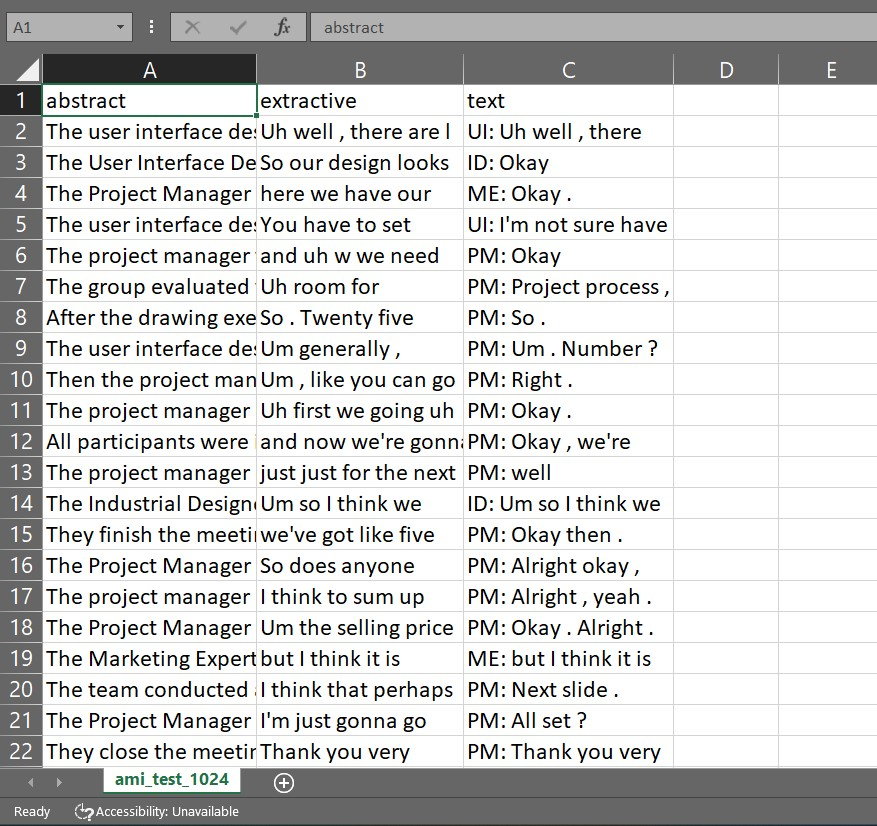 A1 fx abstract
A B C D E
1 abstract extractive text
2 The user interface des Uh well , there are l UI: Uh well , there
3 The User Interface De So our design looks ID: Okay
4 The Project Manager here we have our ME: Okay .
5 The user interface des You have to set UI: I'm not sure have
6 The project manager and uh w we need PM: Okay
7 The group evaluated Uh room for PM: Project process ,
8 After the drawing exe So . Twenty five PM: So .
9 The user interface des Um generally , PM: Um . Number ?
10 Then the project man Um , like you can go PM: Right .
11 The project manager Uh first we going uh PM: Okay .
12 All participants were and now we're gonna PM: Okay , we're
13 The project manager just just for the next PM: well
14 The Industrial Designe Um so I think we ID: Um so I think we
15 They finish the meeti we've got like five PM: Okay then .
16 The Project Manager So does anyone PM: Alright okay ,
17 The project manager I think to sum up PM: Alright , yeah .
18 The Project Manager Um the selling price PM: Okay . Alright .
19 The Marketing Expert but I think it is ME: but I think it is
20 The team conducted I think that perhaps PM: Next slide .
21 The Project Manager I'm just gonna go PM: All set ?
22 They close the meetin Thank you very PM: Thank you very
ami_test_1024
Ready Accessibility: Unavailable